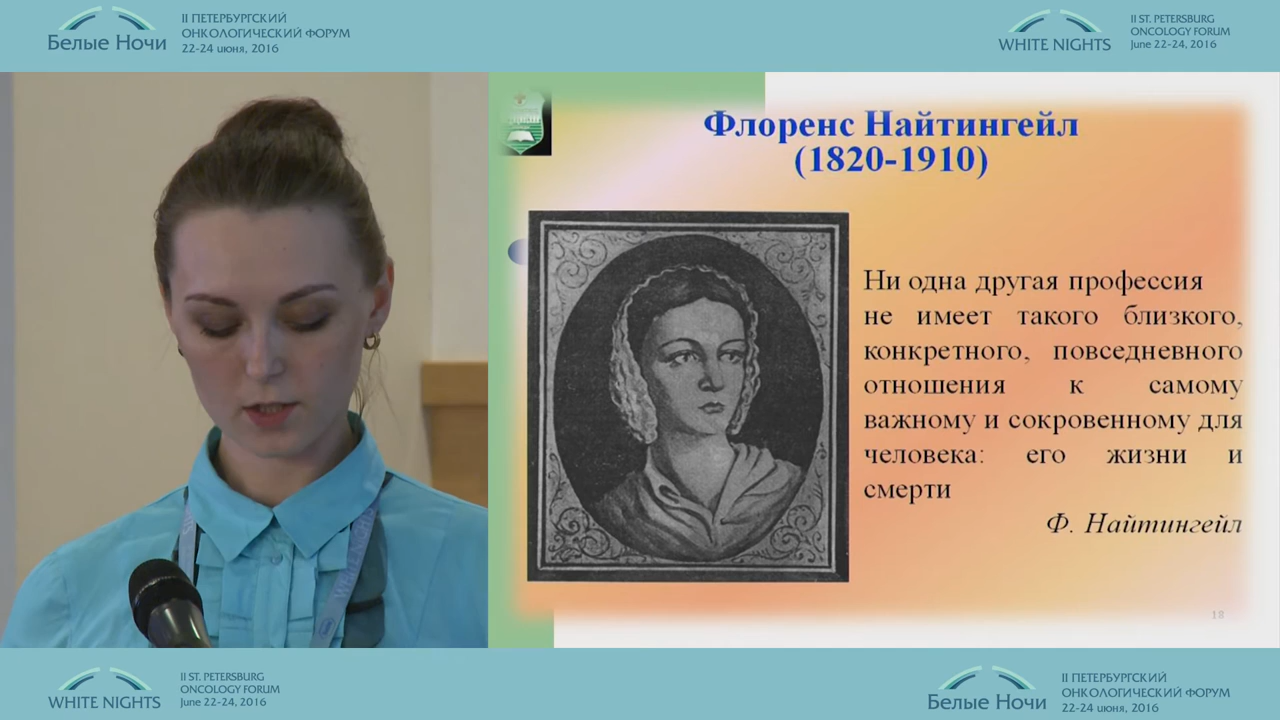 Белые Ночи
II ПЕТЕРБУРГСКИЙ
ОНКОЛОГИЧЕСКИЙ ФОРУМ
22-24 июня, 2016
WHITE NIGHTS
II ST. PETERSBURG
ONCOLOGY FORUM
June 22-24, 2016
Флоренс Найтингейл
(1820-1910)
Ни одна другая профессия
не имеет такого близкого,
конкретного, повседневного
отношения к самому
важному и сокровенному для
человека: его жизни и
смерти
Ф. Найтингейл
18
WHITE NIGHTS
II ST. PETERSBURG
ONCOLOGY FORUM
June 22-24, 2016
Белые Ночи
II ПЕТЕРБУРГСКИЙ
ОНКОЛОГИЧЕСКИЙ ФОРУМ
22-24 июня, 2016